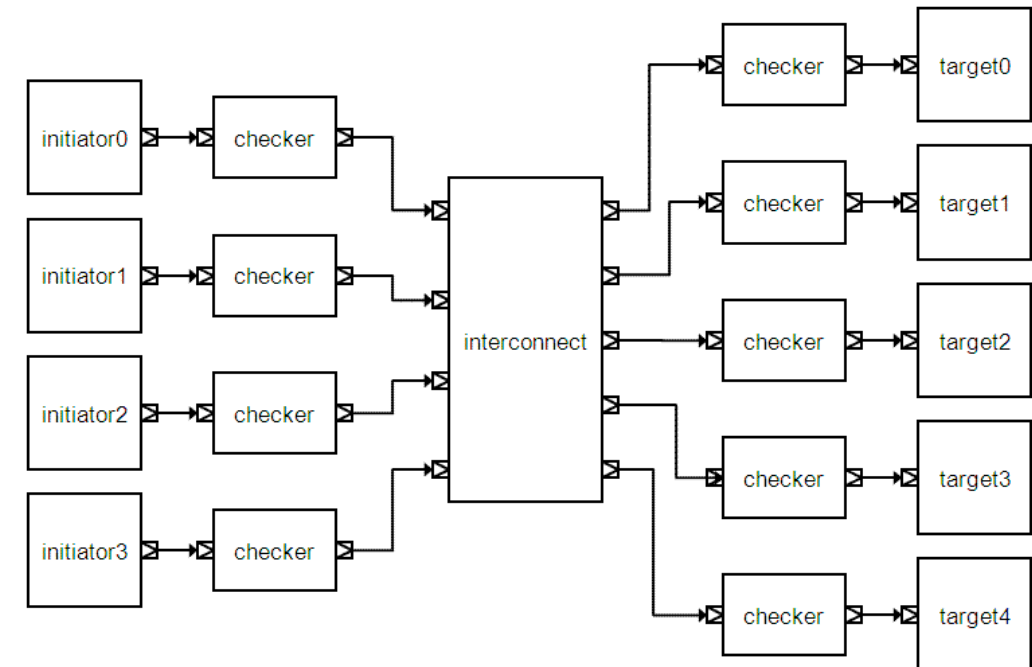 initiator0
checker
initiator1
checker
initiator2
checker
initiator3
checker
interconnect
checker
target0
checker
target1
checker
target2
checker
target3
checker
target4